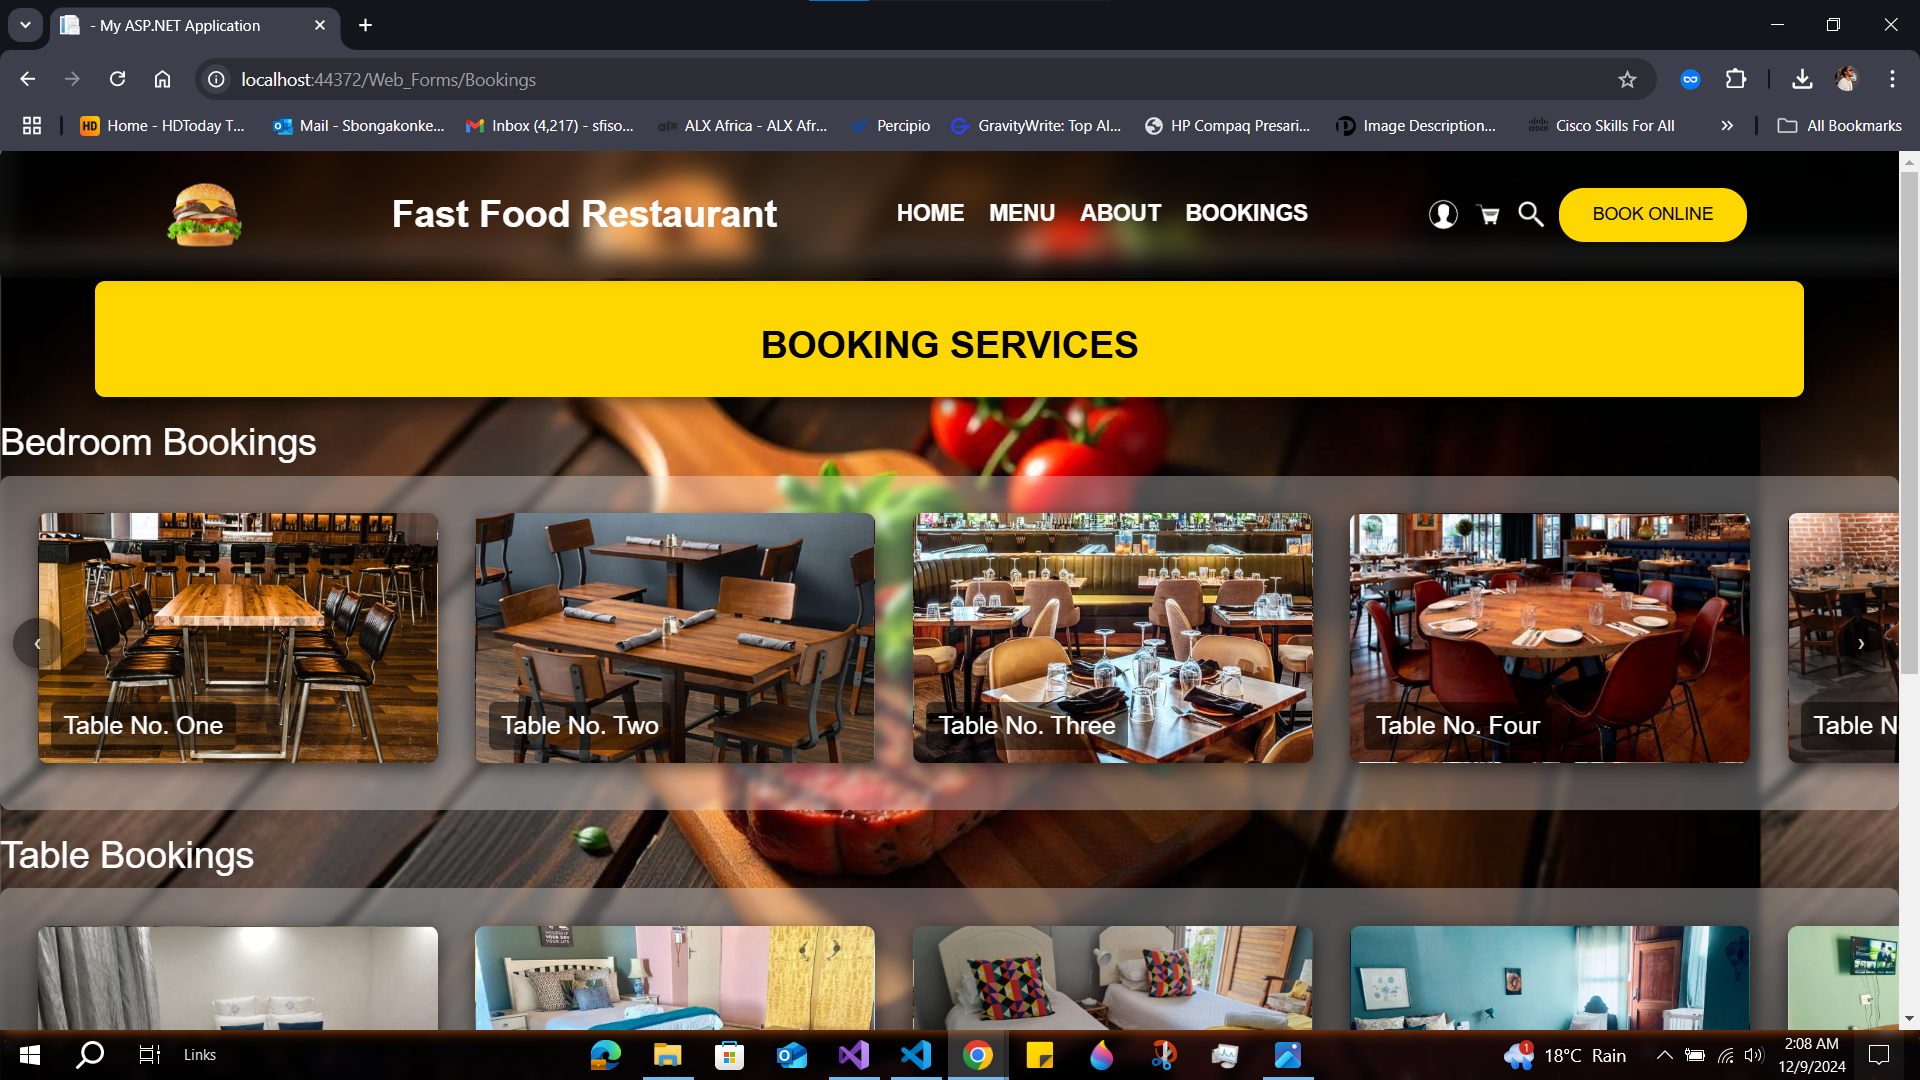 - My ASP.NET Application
localhost:44372/Web_Forms/Bookings
HD Home - HDToday T...
Mail - Sbongakonke...
Inbox (4,217) - sfiso...
alx ALX Africa - ALX Afr...
Percipio
GravityWrite: Top AI...
HP Compaq Presari...
Image Description...
Cisco Skills For All
All Bookmarks
Fast Food Restaurant
HOME MENU ABOUT BOOKINGS
BOOK ONLINE
BOOKING SERVICES
Bedroom Bookings
Table No. One
Table No. Two
Table No. Three
Table No. Four
Table N
Table Bookings
Links
1
18°C Rain
2:08 AM
12/9/2024